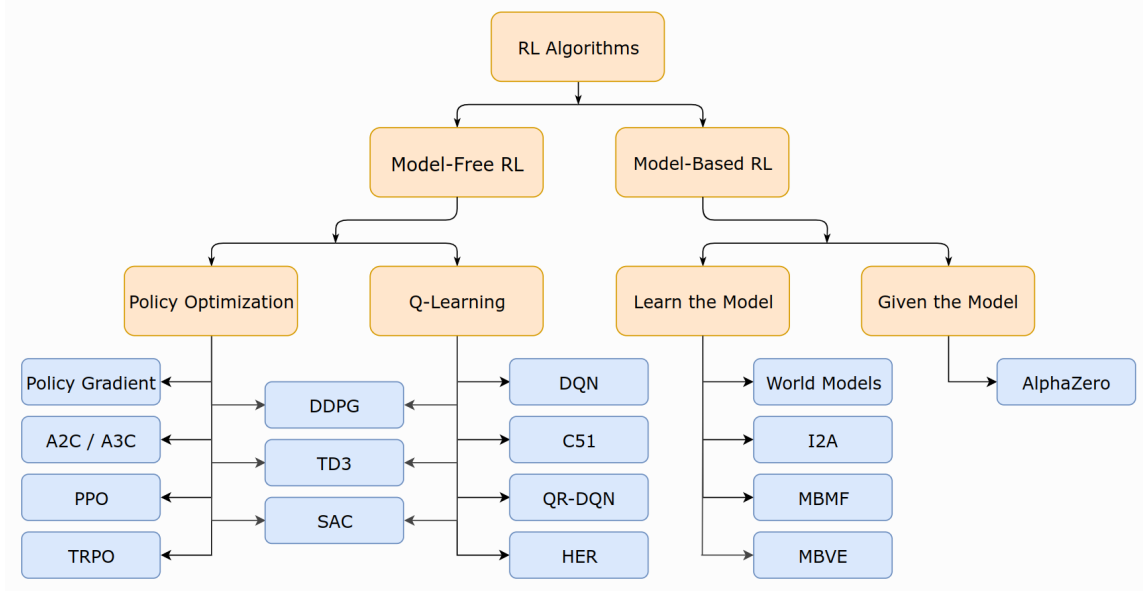 RL Algorithms
Model-Free RL
Model-Based RL
Policy Optimization
Q-Learning
Learn the Model
Given the Model
Policy Gradient
A2C / A3C
PPO
TRPO
DDPG
TD3
SAC
DQN
C51
QR-DQN
HER
World Models
I2A
MBMF
MBVE
AlphaZero